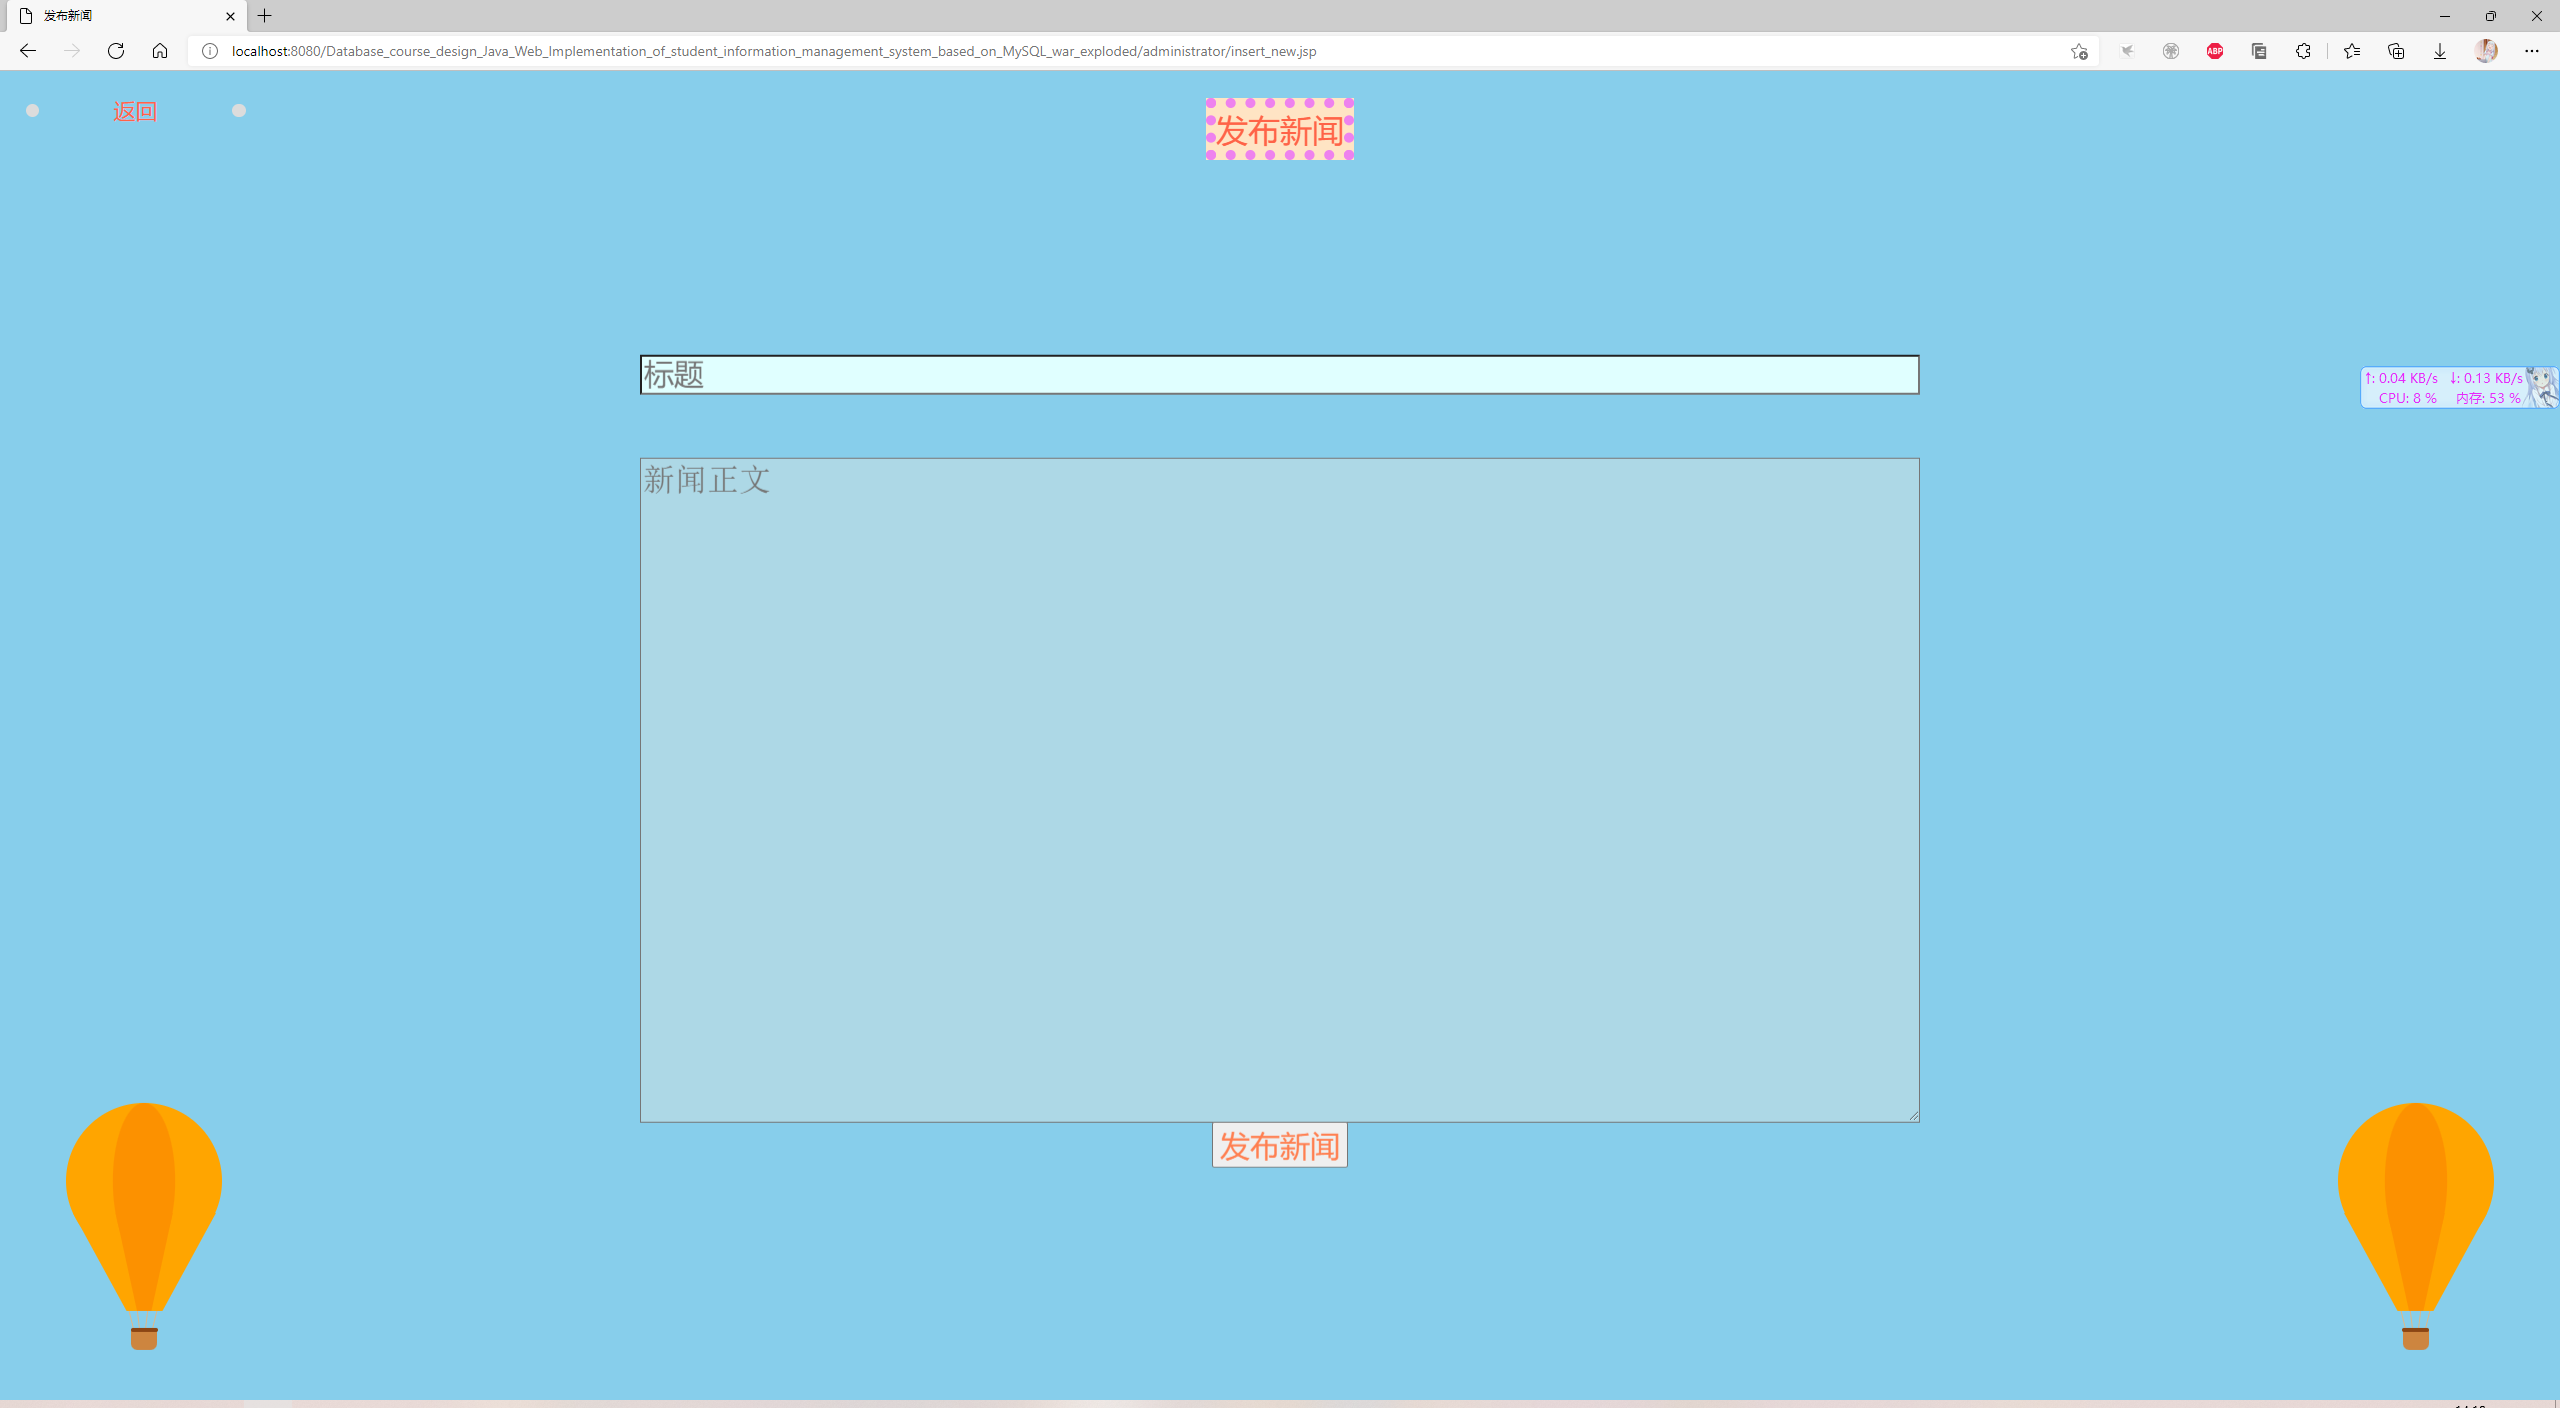 发布新闻
localhost:8080/Database_course_design_Java_Web_Implementation_of_student_information_management_system_based_on_MySQL_war_exploded/administrator/insert_new.jsp
ABP
返回
发布新闻
标题
↑: 0.04 KB/s ↓: 0.13 KB/s
CPU: 8 % 内存: 53 %
新闻正文
发布新闻